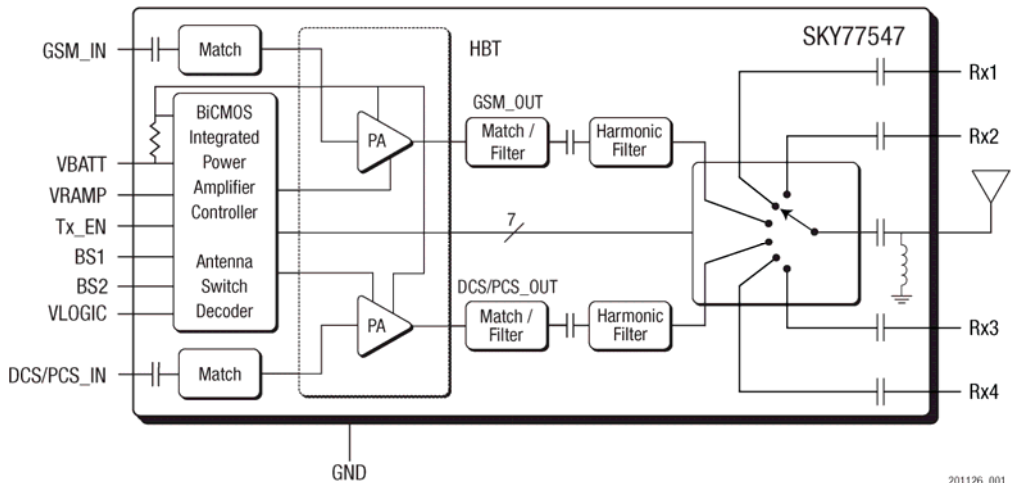 SKY77547
GSM_IN
Match
HBT
Rx1
BiCMOS
Integrated
Power
Amplifier
Controller
Antenna
Switch
Decoder
PA
GSM_OUT
Match /
Filter
Harmonic
Filter
Rx2
VBATT
VRAMP
Tx_EN
BS1
BS2
VLOGIC
7
DCS/PCS_OUT
PA
Match /
Filter
Harmonic
Filter
Rx3
DCS/PCS_IN
Match
Rx4
GND
201126_001